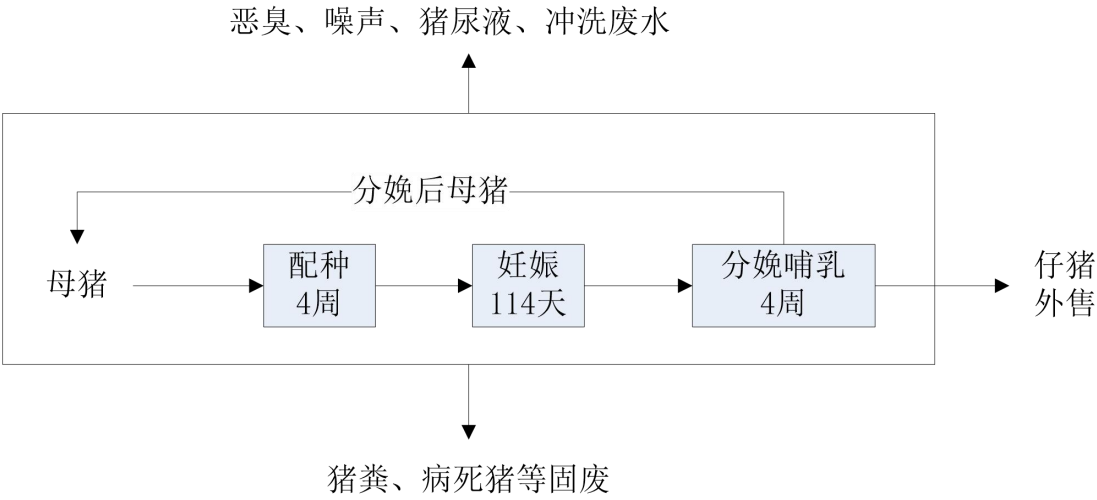 恶臭、噪声、猪尿液、冲洗废水
分娩后母猪
母猪
配种
4周
妊娠
114天
分娩哺乳
4周
仔猪
外售
猪粪、病死猪等固废